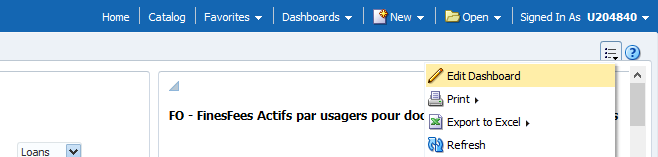 Home Catalog Favorites Dashboards New Open Signed In As U204840
Edit Dashboard
Print
FO - FinesFees Actifs par usagers pour doc
Export to Excel
Loans
Refresh